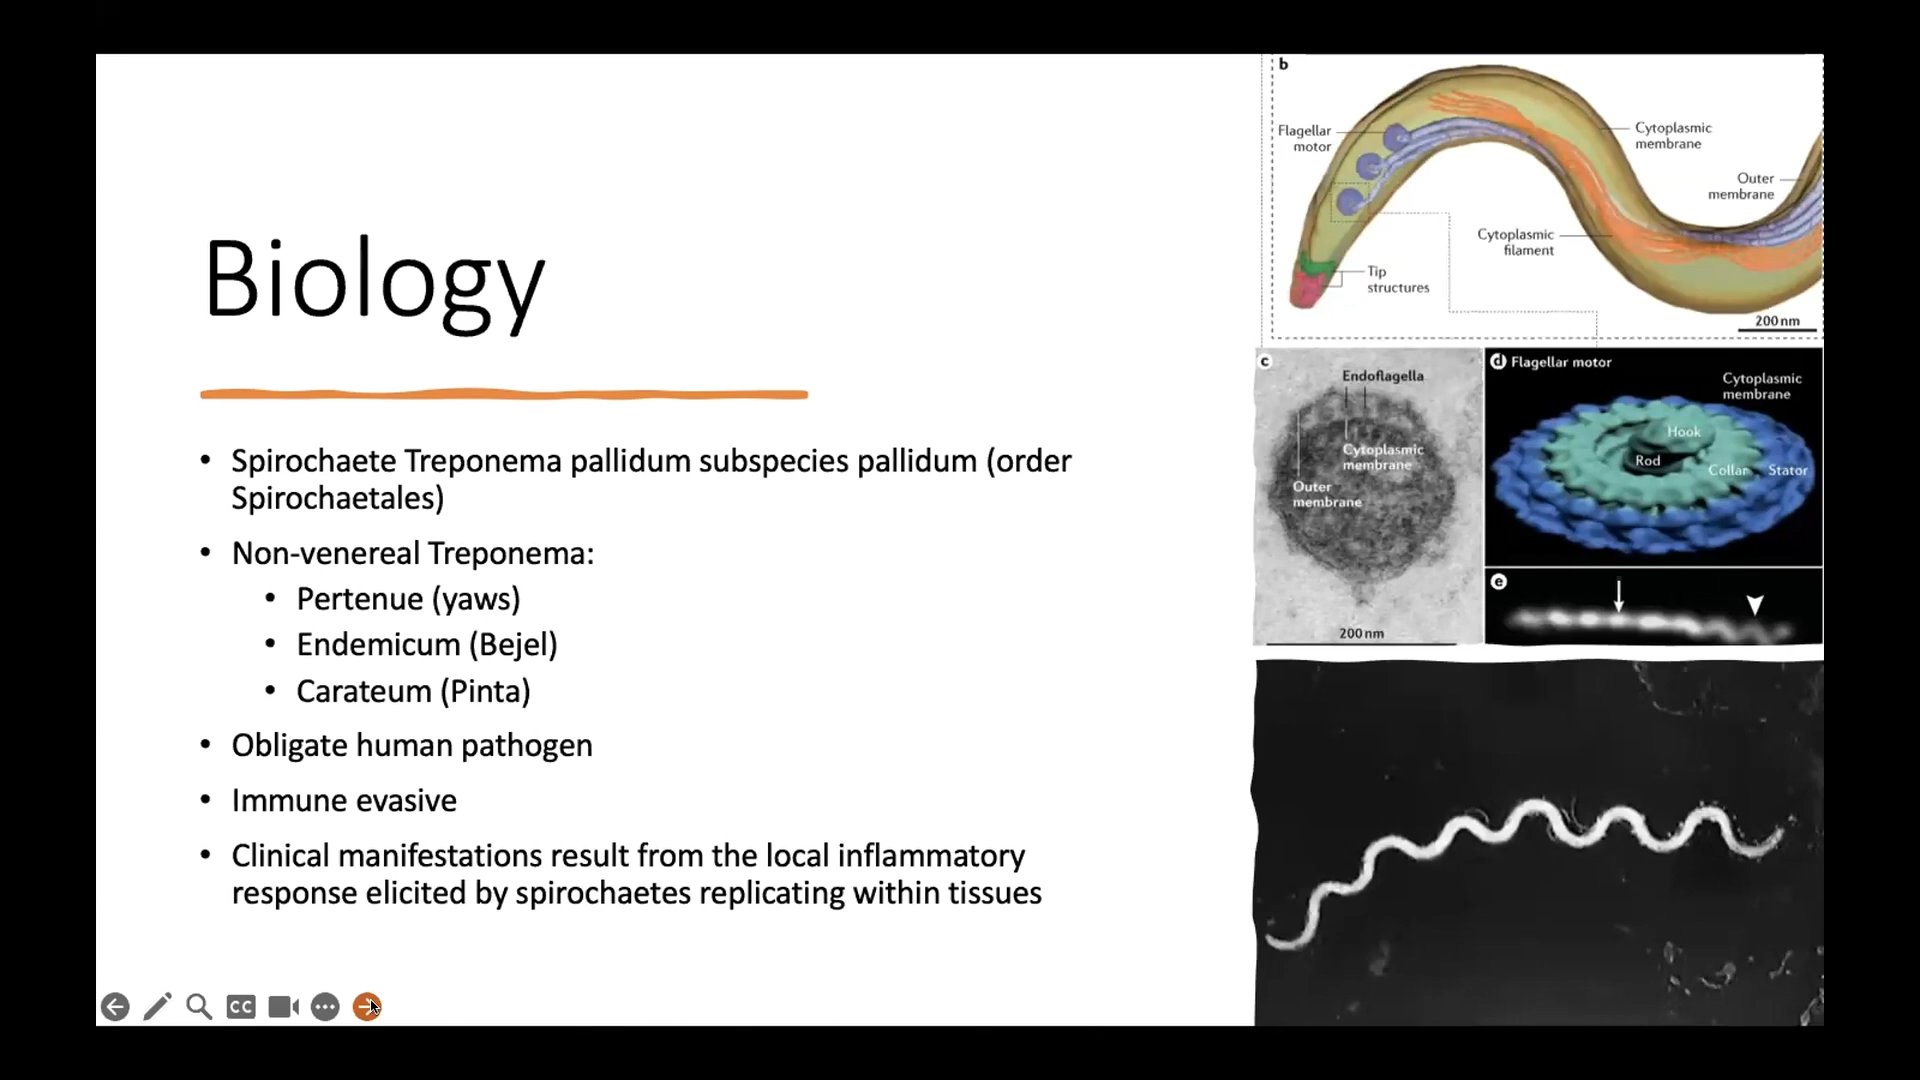 Biology
• Spirochaete Treponema pallidum subspecies pallidum (order
Spirochaetales)
• Non-venereal Treponema:
• Pertenue (yaws)
• Endemicum (Bejel)
• Carateum (Pinta)
• Obligate human pathogen
• Immune evasive
• Clinical manifestations result from the local inflammatory
response elicited by spirochaetes replicating within tissues
b
Flagellar
motor
Cytoplasmic
membrane
Outer
membrane
Cytoplasmic
filament
Tip
structures
200 nm
c
Endoflagella
Cytoplasmic
membrane
Outer
membrane
200 nm
d Flagellar motor
Cytoplasmic
membrane
Hook
Rod
Collar
Stator
e
CC